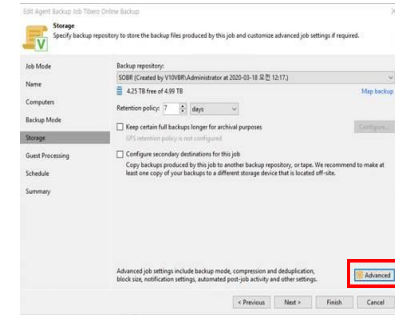 Edit Agent Backup Job Tibero Online Backup
Storage
Specify backup repository to store the backup files produced by this job and customize advanced job settings if required.
Job Mode
Name
Computers
Backup Mode
Storage
Guest Processing
Schedule
Summary
Backup repository:
SOBR (Created by V10VBR\Administrator at 2020-03-18 오전 12:17.)
4.25 TB free of 4.99 TB
Map backup
Retention policy: 7 days
Keep certain full backups longer for archival purposes
Configure...
GFS retention policy is not configured
Configure secondary destinations for this job
Copy backups produced by this job to another backup repository, or tape. We recommend to make at
least one copy of your backups to a different storage device that is located off-site.
Advanced job settings include backup mode, compression and deduplication,
block size, notification settings, automated post-job activity and other settings.
Advanced
< Previous
Next >
Finish
Cancel